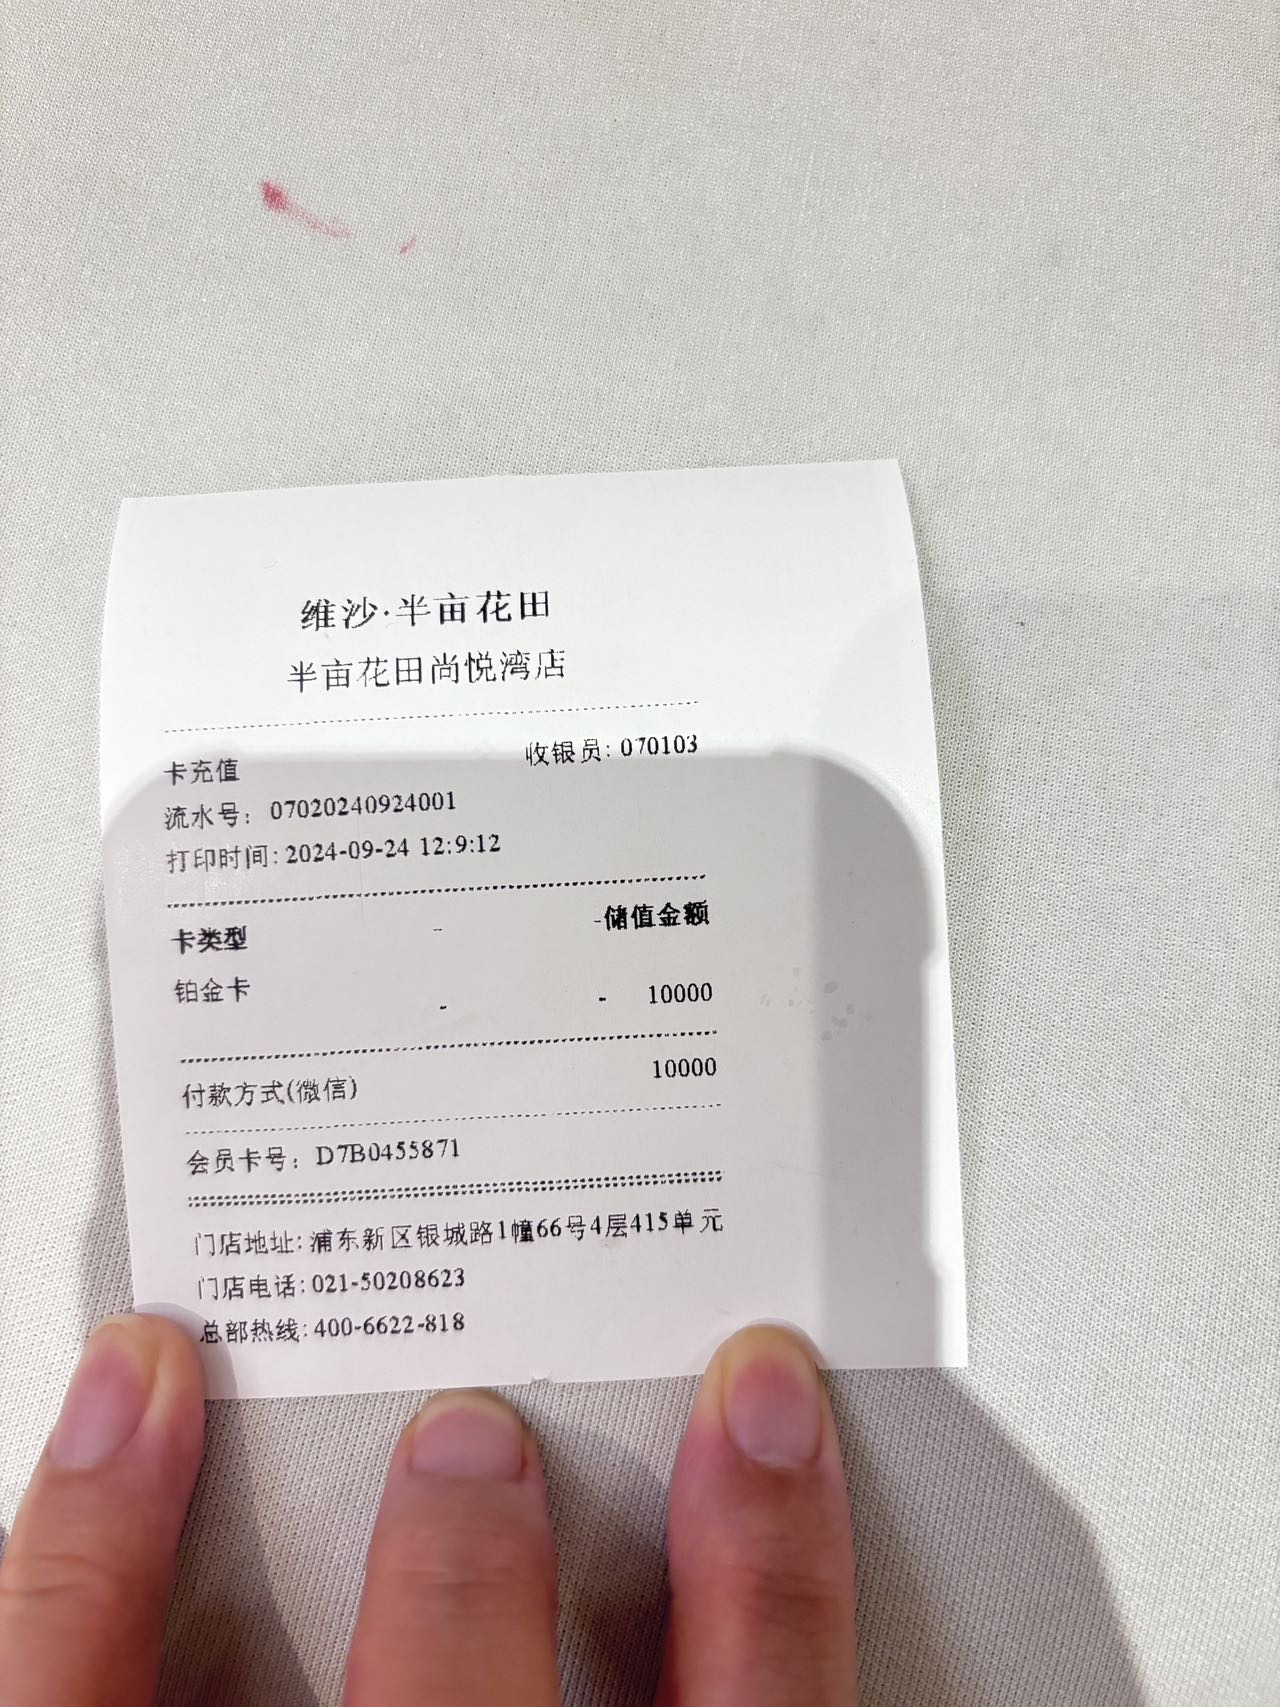 维沙·半亩花田
半亩花田尚悦湾店
卡充值 收银员: 070103
流水号: 07020240924001
打印时间: 2024-09-24 12:9:12
卡类型 - -储值金额
铂金卡 - - 10000
付款方式(微信) 10000
会员卡号: D7B0455871
门店地址: 浦东新区银城路1幢66号4层415单元
门店电话: 021-50208623
总部热线: 400-6622-818